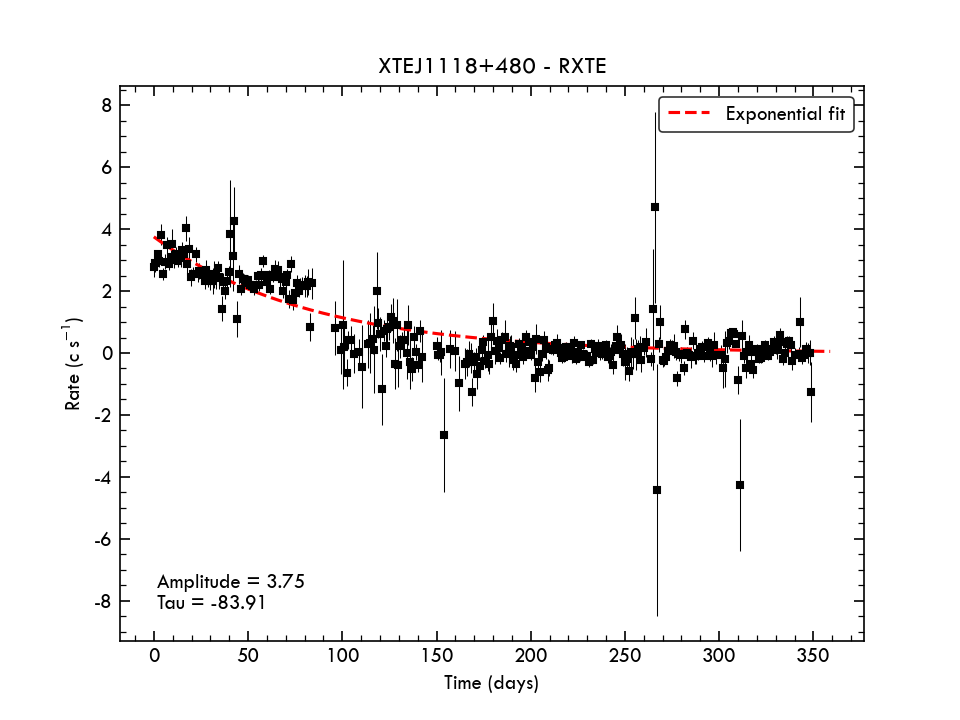 XTEJ1118+480 - RXTE
Exponential fit
8
6
4
2
0
-2
-4
-6
-8
Rate (c s⁻¹)
Amplitude = 3.75
Tau = -83.91
0 50 100 150 200 250 300 350
Time (days)